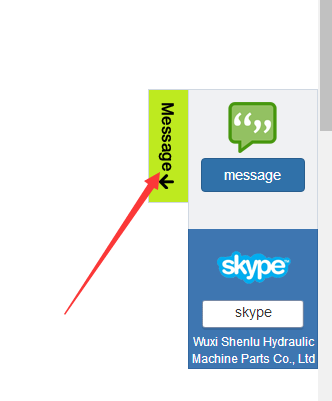 Message
message
skype
skype
Wuxi Shenlu Hydraulic
Machine Parts Co., Ltd